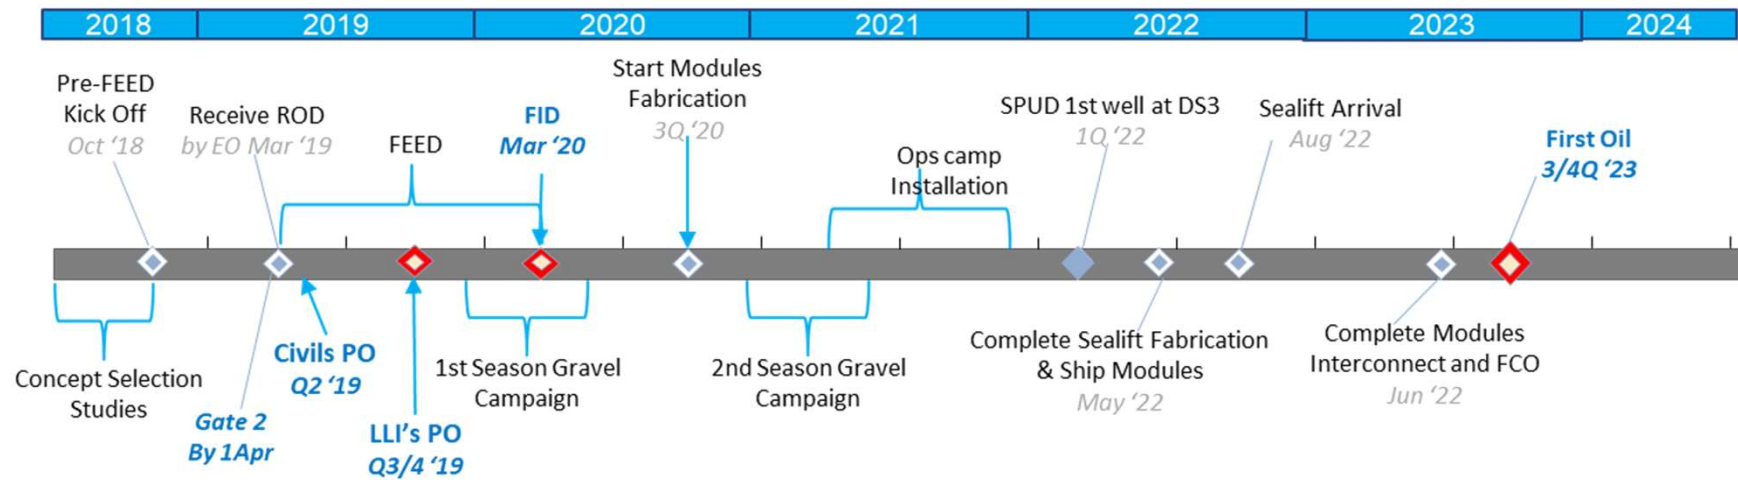 2018 2019 2020 2021 2022 2023 2024
Pre-FEED
Kick Off
Oct ‘18
Receive ROD
by EO Mar ‘19
FEED
FID
Mar ‘20
Start Modules
Fabrication
3Q ‘20
Ops camp
Installation
SPUD 1st well at DS3
1Q ‘22
Sealift Arrival
Aug ‘22
First Oil
3/4Q ‘23
Concept Selection
Studies
Gate 2
By 1Apr
Civils PO
Q2 ‘19
LLI’s PO
Q3/4 ‘19
1st Season Gravel
Campaign
2nd Season Gravel
Campaign
Complete Sealift Fabrication
& Ship Modules
May ‘22
Complete Modules
Interconnect and FCO
Jun ‘22